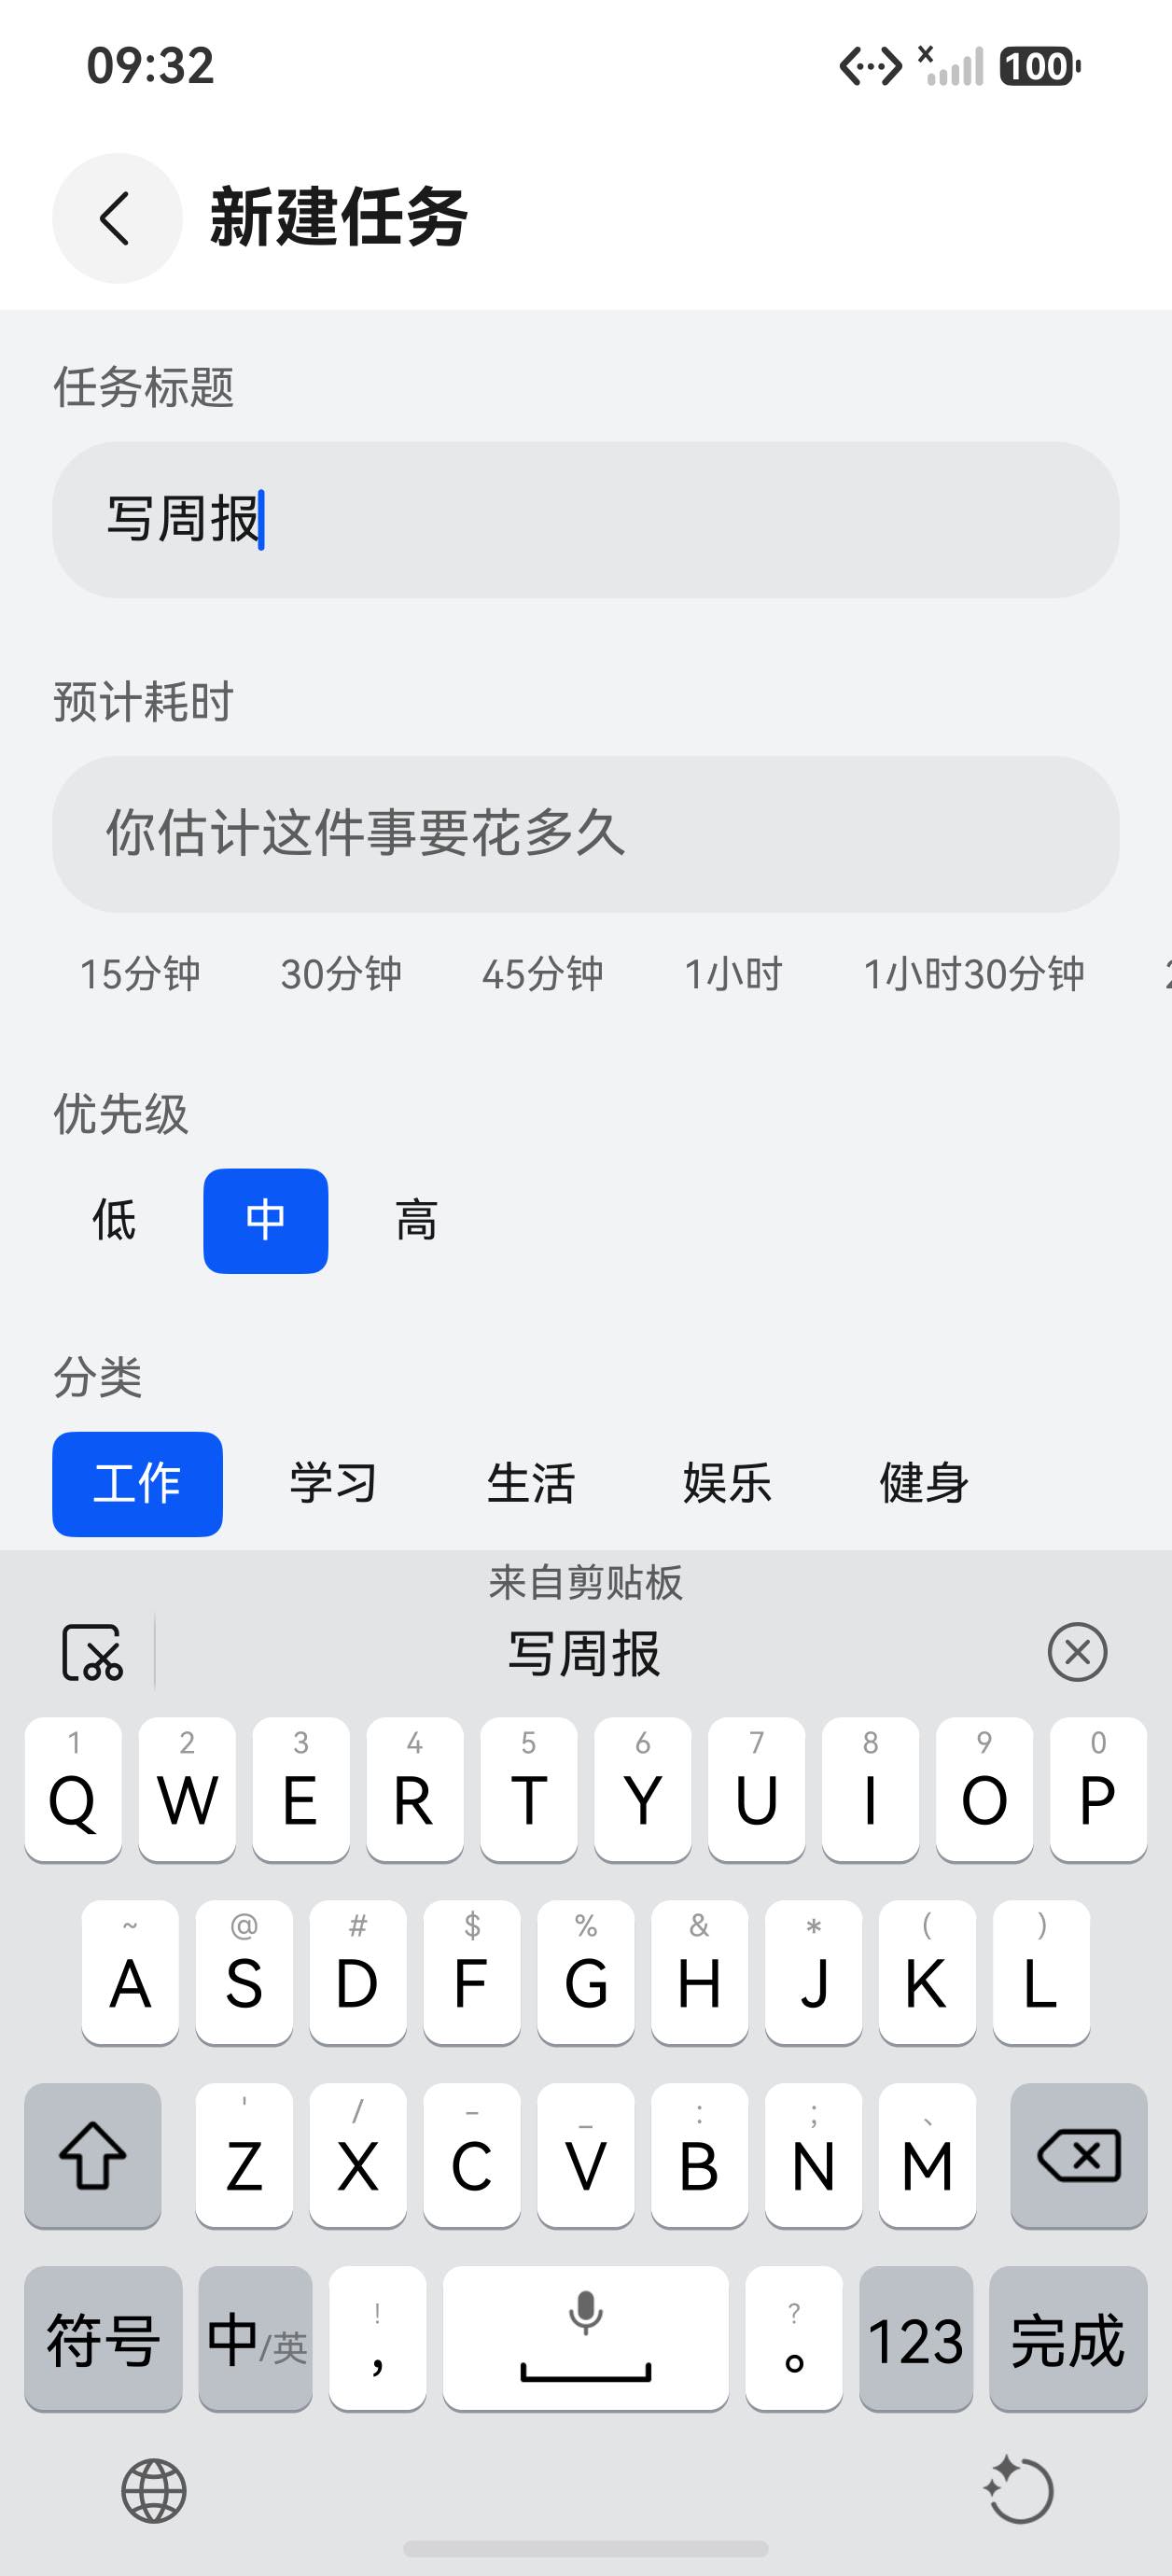 09:32
100
新建任务
任务标题
写周报
预计耗时
你估计这件事要花多久
15分钟 30分钟 45分钟 1小时 1小时30分钟
优先级
低 中 高
分类
工作 学习 生活 娱乐 健身
来自剪贴板
写周报
1 2 3 4 5 6 7 8 9 0
Q W E R T Y U I O P
~ @ # $ % & * ( )
A S D F G H J K L
' / - _ : ; 、
Z X C V B N M
! ?
符号 中/英 , 。 123 完成